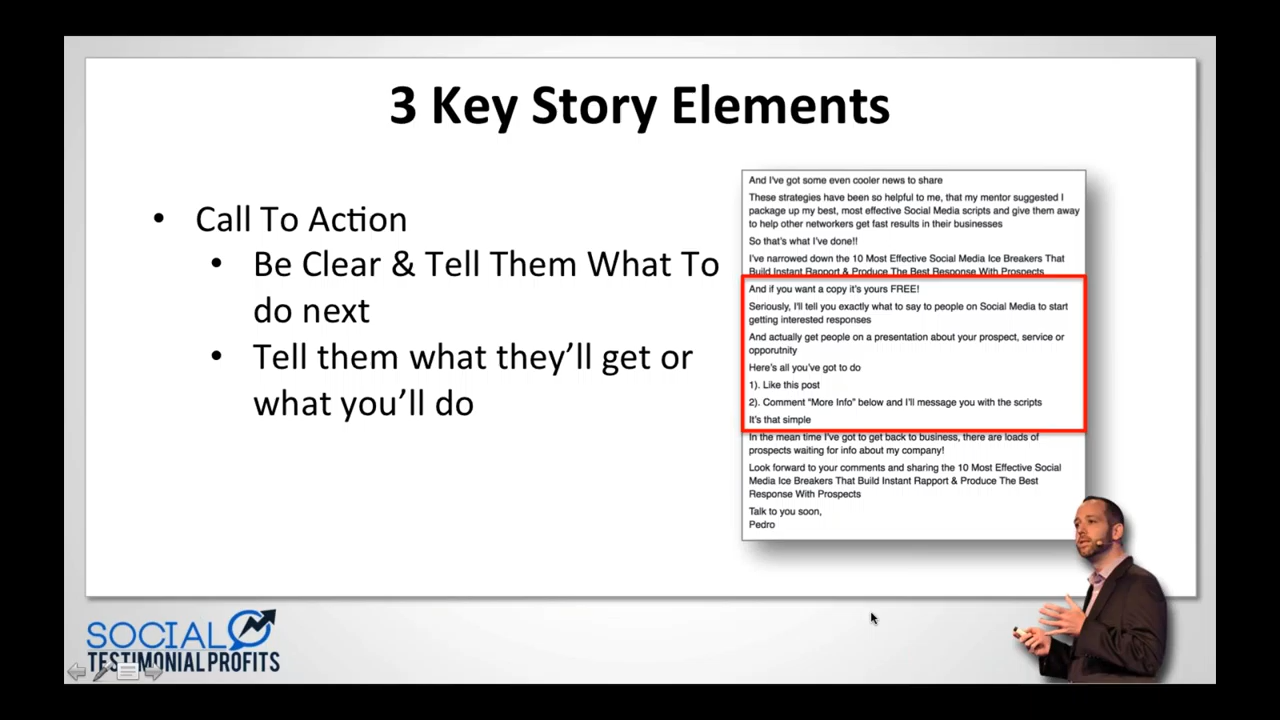 3 Key Story Elements
• Call To Action
• Be Clear & Tell Them What To
do next
• Tell them what they’ll get or
what you’ll do
And I've got some even cooler news to share
These strategies have been so helpful to me, that my mentor suggested I
package up my best, most effective Social Media scripts and give them away
to help other networkers get fast results in their businesses
So that's what I've done!!
I've narrowed down the 10 Most Effective Social Media Ice Breakers That
Build Instant Rapport & Produce The Best Response With Prospects
And if you want a copy it's yours FREE!
Seriously, I'll tell you exactly what to say to people on Social Media to start
getting interested responses
And actually get people on a presentation about your prospect, service or
opporutnity
Here's all you've got to do
1). Like this post
2). Comment “More Info” below and I'll message you with the scripts
It's that simple
In the mean time I've got to get back to business, there are loads of
prospects waiting for info about my company!
Look forward to your comments and sharing the 10 Most Effective Social
Media Ice Breakers That Build Instant Rapport & Produce The Best
Response With Prospects
Talk to you soon,
Pedro
SOCIAL
TESTIMONIAL PROFITS